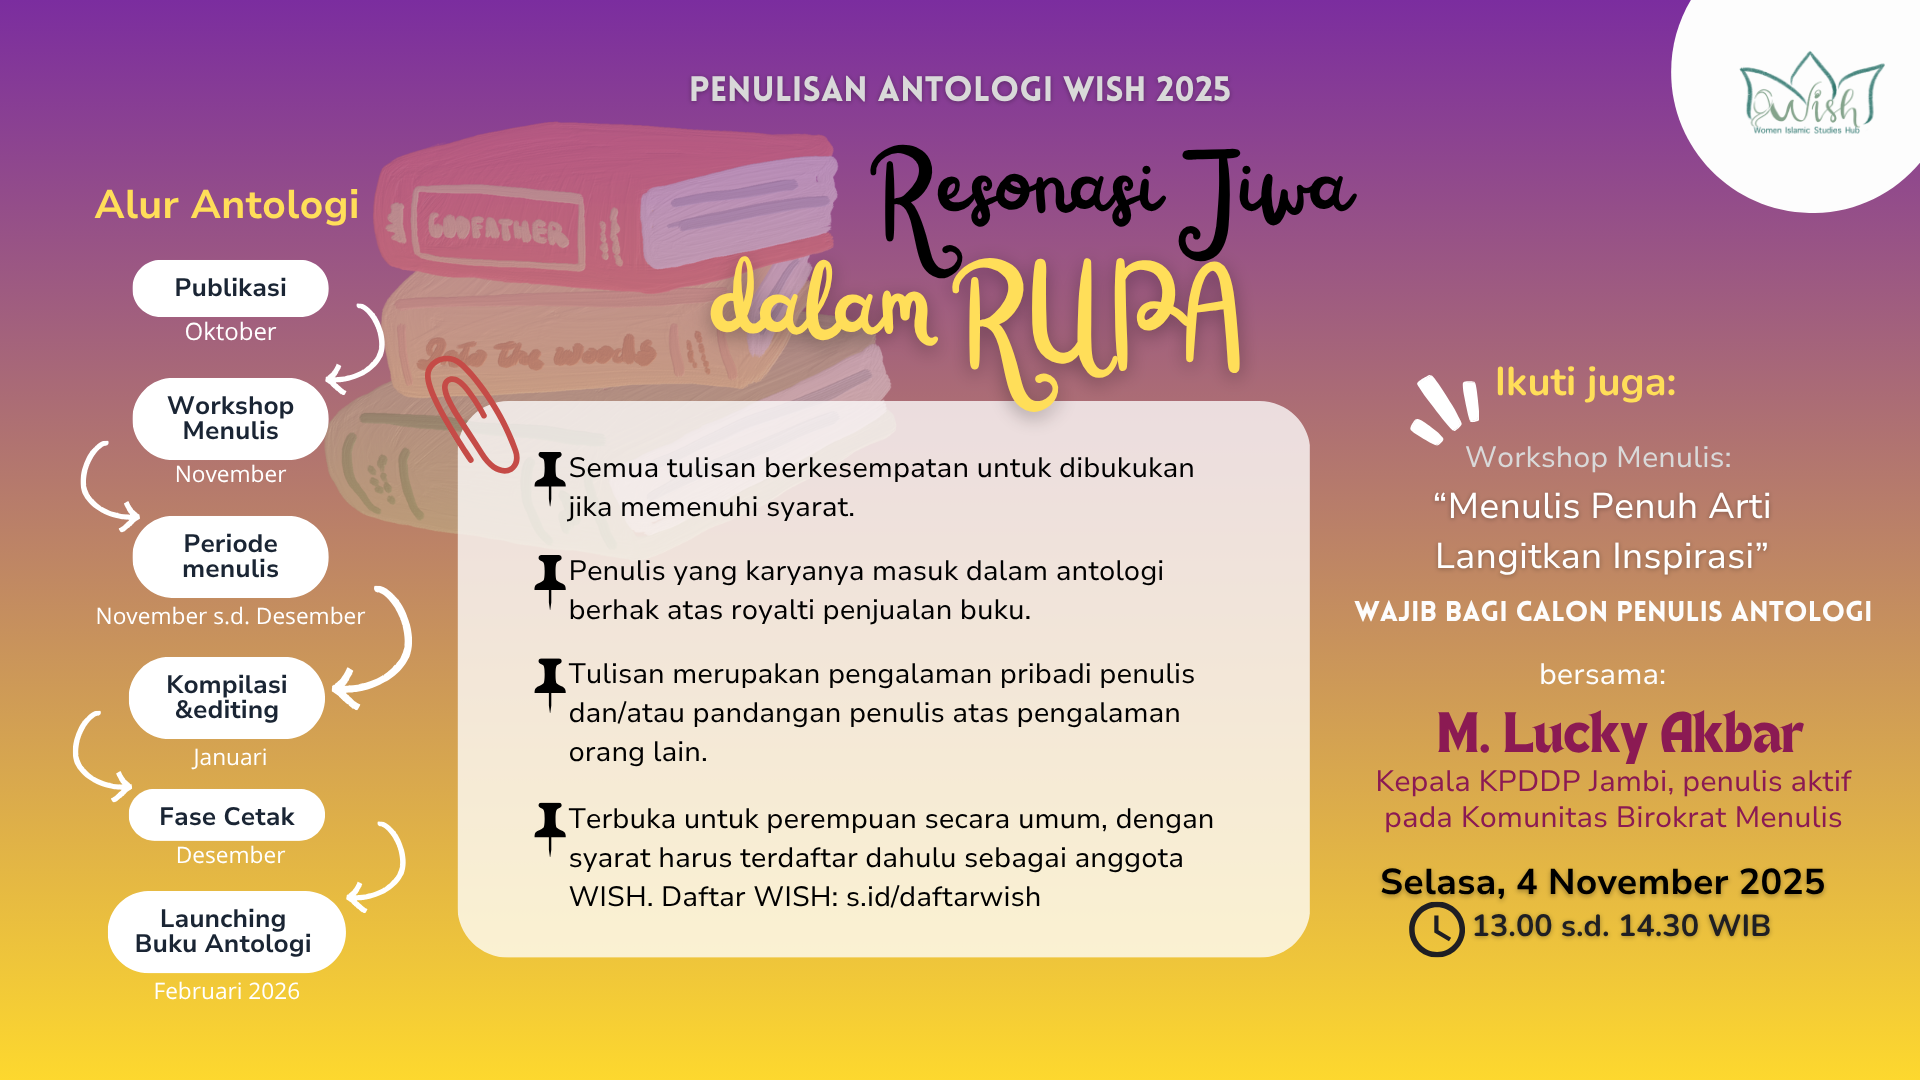 PENULISAN ANTOLOGI WISH 2025
Wish
Women Islamic Studies Hub
Resonasi Jiwa
dalam RUPA
GODFATHER
Into The woods
Alur Antologi
Publikasi
Oktober
Workshop
Menulis
November
Periode
menulis
November s.d. Desember
Kompilasi
&editing
Januari
Fase Cetak
Desember
Launching
Buku Antologi
Februari 2026
Semua tulisan berkesempatan untuk dibukukan
jika memenuhi syarat.
Penulis yang karyanya masuk dalam antologi
berhak atas royalti penjualan buku.
Tulisan merupakan pengalaman pribadi penulis
dan/atau pandangan penulis atas pengalaman
orang lain.
Terbuka untuk perempuan secara umum, dengan
syarat harus terdaftar dahulu sebagai anggota
WISH. Daftar WISH: s.id/daftarwish
Ikuti juga:
Workshop Menulis:
“Menulis Penuh Arti
Langitkan Inspirasi”
WAJIB BAGI CALON PENULIS ANTOLOGI
bersama:
M. Lucky Akbar
Kepala KPDDP Jambi, penulis aktif
pada Komunitas Birokrat Menulis
Selasa, 4 November 2025
13.00 s.d. 14.30 WIB